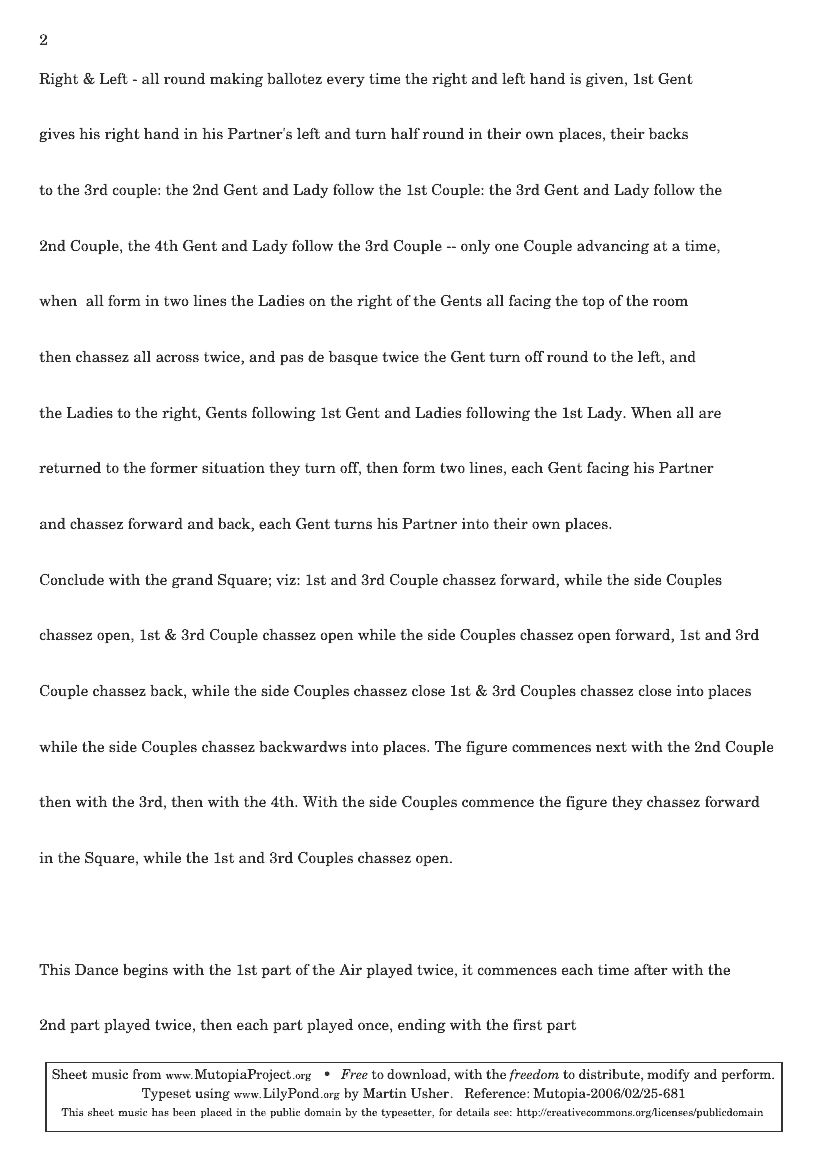 2
Right & Left - all round making ballotez every time the right and left hand is given, 1st Gent
gives his right hand in his Partner's left and turn half round in their own places, their backs
to the 3rd couple: the 2nd Gent and Lady follow the 1st Couple: the 3rd Gent and Lady follow the
2nd Couple, the 4th Gent and Lady follow the 3rd Couple -- only one Couple advancing at a time,
when  all form in two lines the Ladies on the right of the Gents all facing the top of the room
then chassez all across twice, and pas de basque twice the Gent turn off round to the left, and
the Ladies to the right, Gents following 1st Gent and Ladies following the 1st Lady. When all are
returned to the former situation they turn off, then form two lines, each Gent facing his Partner
and chassez forward and back, each Gent turns his Partner into their own places.
Conclude with the grand Square; viz: 1st and 3rd Couple chassez forward, while the side Couples
chassez open, 1st & 3rd Couple chassez open while the side Couples chassez open forward, 1st and 3rd
Couple chassez back, while the side Couples chassez close 1st & 3rd Couples chassez close into places
while the side Couples chassez backwardws into places. The figure commences next with the 2nd Couple
then with the 3rd, then with the 4th. With the side Couples commence the figure they chassez forward
in the Square, while the 1st and 3rd Couples chassez open.
This Dance begins with the 1st part of the Air played twice, it commences each time after with the
2nd part played twice, then each part played once, ending with the first part
Sheet music from www.MutopiaProject.org • Free to download, with the freedom to distribute, modify and perform.
Typeset using www.LilyPond.org by Martin Usher. Reference: Mutopia-2006/02/25-681
This sheet music has been placed in the public domain by the typesetter, for details see: http://creativecommons.org/licenses/publicdomain